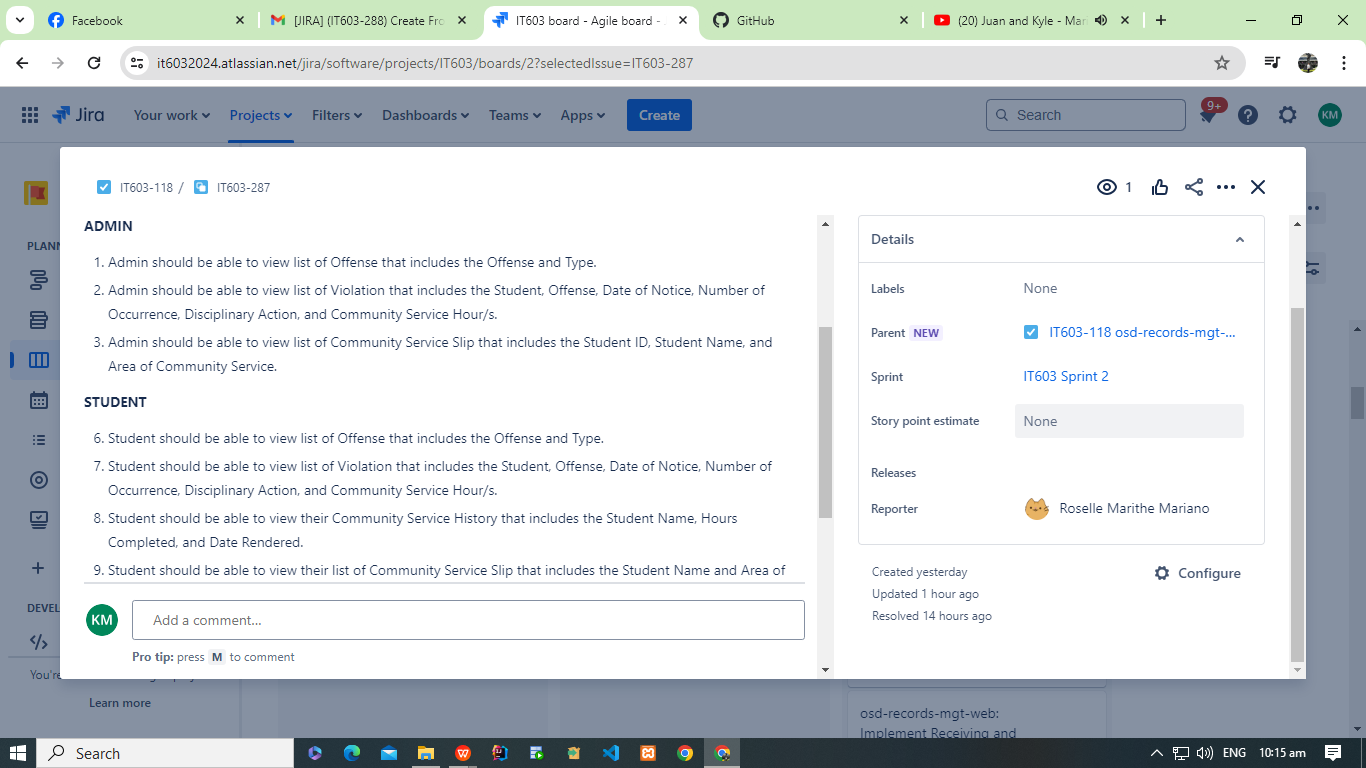 Facebook
[JIRA] (IT603-288) Create Fro
IT603 board - Agile board -
GitHub
(20) Juan and Kyle - Mari
it6032024.atlassian.net/jira/software/projects/IT603/boards/2?selectedIssue=IT603-287
Jira
Your work
Projects
Filters
Dashboards
Teams
Apps
Create
Search
9+
KM
IT603-118 / IT603-287
1
PLANN
DEVEL
You're
Learn more
ADMIN
1. Admin should be able to view list of Offense that includes the Offense and Type.
2. Admin should be able to view list of Violation that includes the Student, Offense, Date of Notice, Number of
Occurrence, Disciplinary Action, and Community Service Hour/s.
3. Admin should be able to view list of Community Service Slip that includes the Student ID, Student Name, and
Area of Community Service.
STUDENT
6. Student should be able to view list of Offense that includes the Offense and Type.
7. Student should be able to view list of Violation that includes the Student, Offense, Date of Notice, Number of
Occurrence, Disciplinary Action, and Community Service Hour/s.
8. Student should be able to view their Community Service History that includes the Student Name, Hours
Completed, and Date Rendered.
9. Student should be able to view their list of Community Service Slip that includes the Student Name and Area of
KM
Add a comment...
Pro tip: press M to comment
Details
Labels
None
Parent NEW
IT603-118 osd-records-mgt-...
Sprint
IT603 Sprint 2
Story point estimate
None
Releases
Reporter
Roselle Marithe Mariano
Created yesterday
Updated 1 hour ago
Resolved 14 hours ago
Configure
osd-records-mgt-web:
Implement Receiving and
Search
ENG
10:15 am